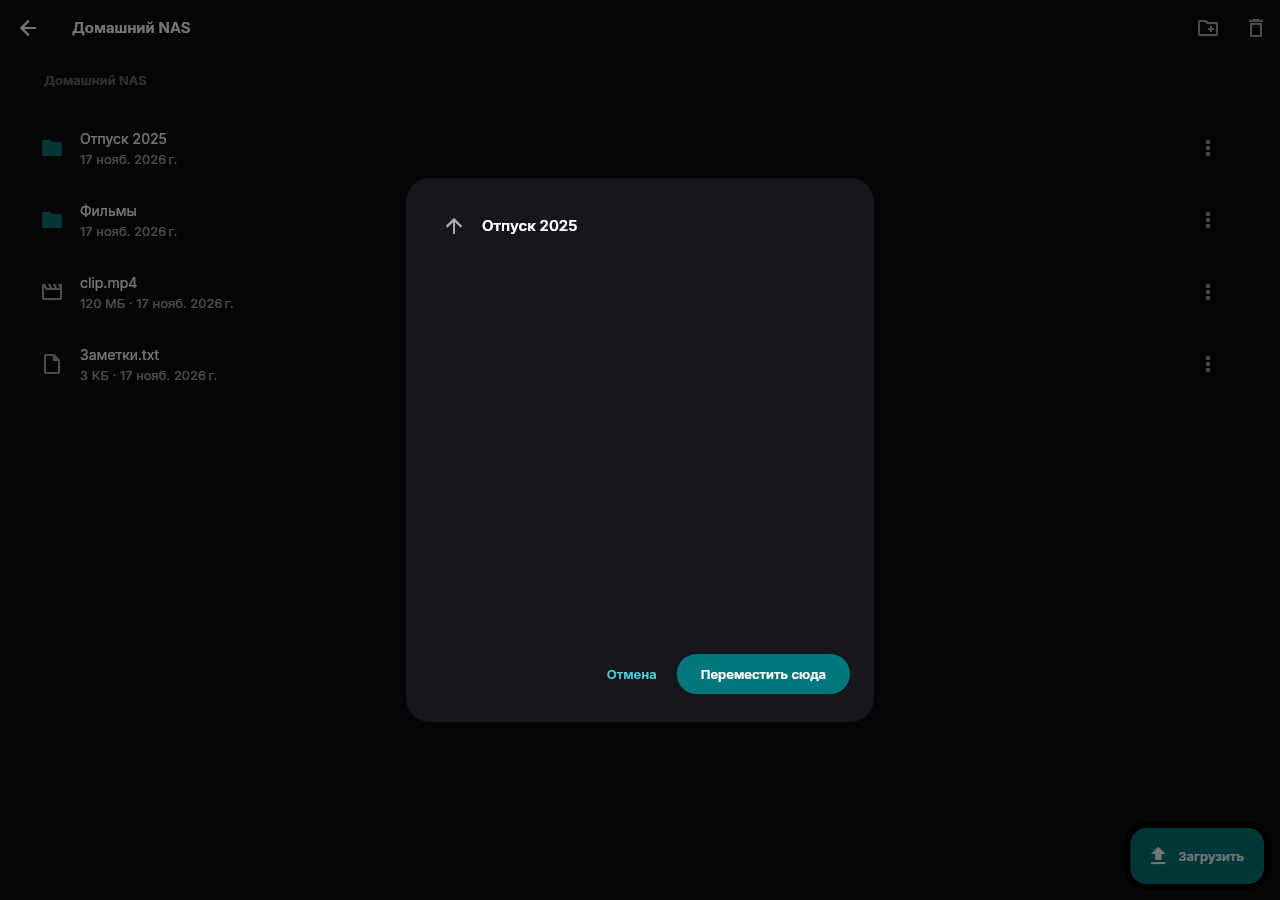 Домашний NAS
Домашний NAS
Отпуск 2025
17 нояб. 2026 г.
Фильмы
17 нояб. 2026 г.
clip.mp4
120 МБ · 17 нояб. 2026 г.
Заметки.txt
3 КБ · 17 нояб. 2026 г.
Отпуск 2025
Отмена
Переместить сюда
Загрузить